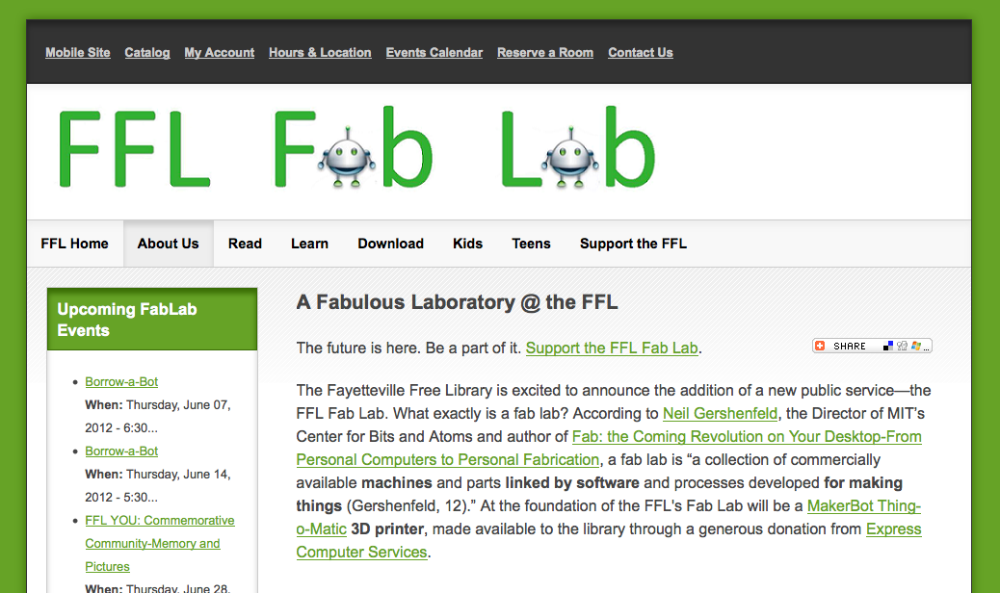 Mobile Site Catalog My Account Hours & Location Events Calendar Reserve a Room Contact Us
FFL Fab Lab
FFL Home About Us Read Learn Download Kids Teens Support the FFL
Upcoming FabLab
Events
Borrow-a-Bot
When: Thursday, June 07,
2012 - 6:30...
Borrow-a-Bot
When: Thursday, June 14,
2012 - 6:30...
FFL YOU: Commemorative
Community-Memory and
Pictures
When: Thursday, June 28,
A Fabulous Laboratory @ the FFL
The future is here. Be a part of it. Support the FFL Fab Lab.
SHARE ...
The Fayetteville Free Library is excited to announce the addition of a new public service—the
FFL Fab Lab. What exactly is a fab lab? According to Neil Gershenfeld, the Director of MIT's
Center for Bits and Atoms and author of Fab: the Coming Revolution on Your Desktop-From
Personal Computers to Personal Fabrication, a fab lab is “a collection of commercially
available machines and parts linked by software and processes developed for making
things (Gershenfeld, 12).” At the foundation of the FFL's Fab Lab will be a MakerBot Thing-
o-Matic 3D printer, made available to the library through a generous donation from Express
Computer Services.